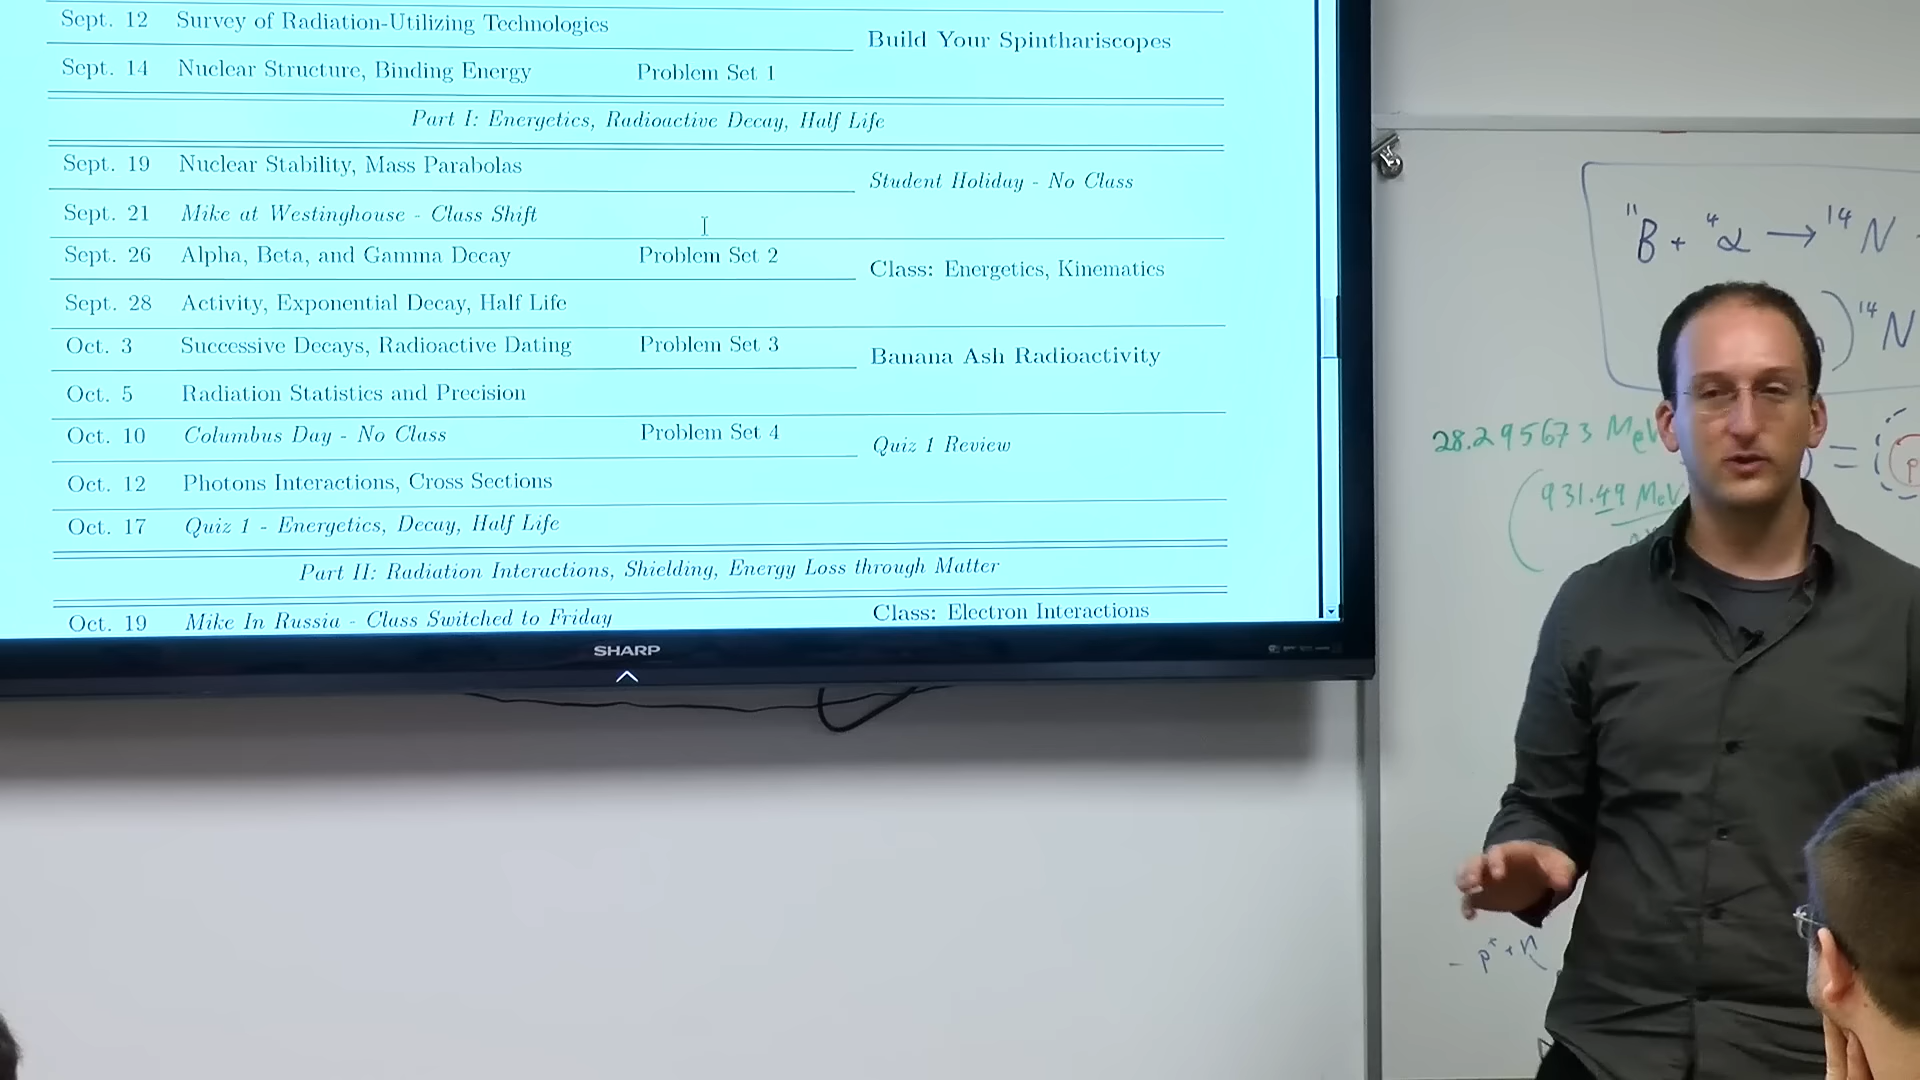 Sept. 12 Survey of Radiation-Utilizing Technologies
Build Your Spinthariscopes
Sept. 14 Nuclear Structure, Binding Energy Problem Set 1
Part I: Energetics, Radioactive Decay, Half Life
Sept. 19 Nuclear Stability, Mass Parabolas
Student Holiday - No Class
Sept. 21 Mike at Westinghouse - Class Shift
Sept. 26 Alpha, Beta, and Gamma Decay Problem Set 2
Class: Energetics, Kinematics
Sept. 28 Activity, Exponential Decay, Half Life
Oct. 3 Successive Decays, Radioactive Dating Problem Set 3
Banana Ash Radioactivity
Oct. 5 Radiation Statistics and Precision
Oct. 10 Columbus Day - No Class Problem Set 4
Quiz 1 Review
Oct. 12 Photons Interactions, Cross Sections
Oct. 17 Quiz 1 - Energetics, Decay, Half Life
Part II: Radiation Interactions, Shielding, Energy Loss through Matter
Oct. 19 Mike In Russia - Class Switched to Friday
Class: Electron Interactions
SHARP
¹¹B + ⁴α → ¹⁴N
) ¹⁴N
28.295673 MeV
) = p
(931.49 MeV
- p⁺ + n